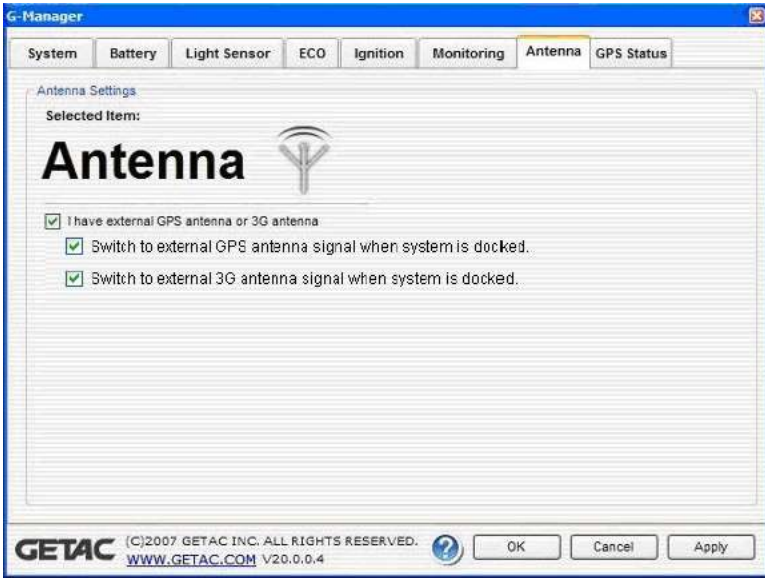 G-Manager
System Battery Light Sensor ECO Ignition Monitoring Antenna GPS Status
Antenna Settings
Selected Item:
Antenna
I have external GPS antenna or 3G antenna
Switch to external GPS antenna signal when system is docked.
Switch to external 3G antenna signal when system is docked.
GETAC (C)2007 GETAC INC. ALL RIGHTS RESERVED. ? OK Cancel Apply
WWW.GETAC.COM V20.0.0.4